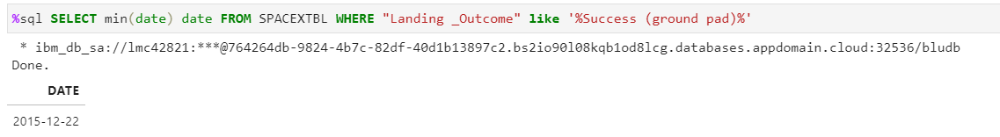 %sql SELECT min(date) date FROM SPACEXTBL WHERE "Landing _Outcome" like '%Success (ground pad)%'
* ibm_db_sa://lmc42821:***@764264db-9824-4b7c-82df-40d1b13897c2.bs2io90l08kqb1od8lcg.databases.appdomain.cloud:32536/bludb
Done.
DATE
2015-12-22